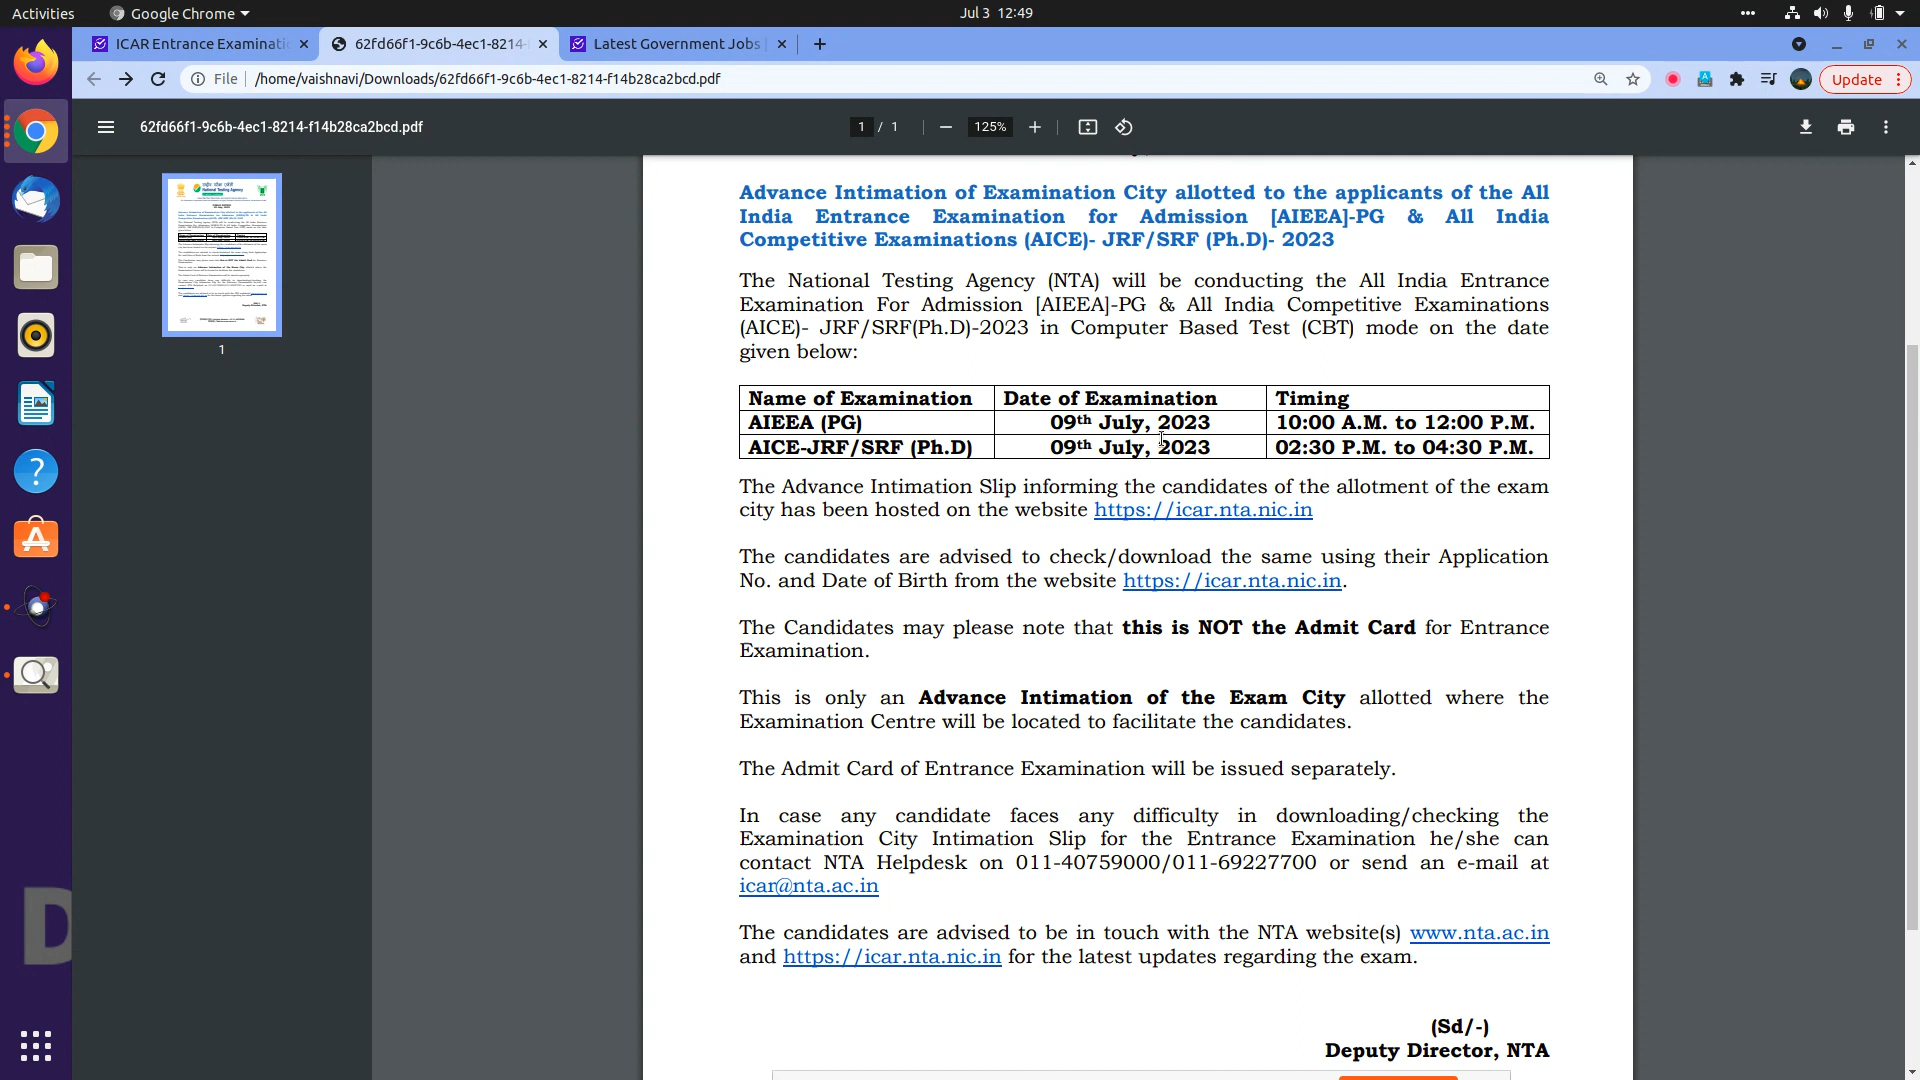 Activities
Google Chrome
Jul 3 12:49
ICAR Entrance Examinati
62fd66f1-9c6b-4ec1-8214-
Latest Government Jobs
File
/home/vaishnavi/Downloads/62fd66f1-9c6b-4ec1-8214-f14b28ca2bcd.pdf
Update
62fd66f1-9c6b-4ec1-8214-f14b28ca2bcd.pdf
1 / 1
125%
1
Advance Intimation of Examination City allotted to the applicants of the All
India Entrance Examination for Admission [AIEEA]-PG & All India
Competitive Examinations (AICE)- JRF/SRF (Ph.D)- 2023
The National Testing Agency (NTA) will be conducting the All India Entrance
Examination For Admission [AIEEA]-PG & All India Competitive Examinations
(AICE)- JRF/SRF(Ph.D)-2023 in Computer Based Test (CBT) mode on the date
given below:
Name of Examination Date of Examination Timing
AIEEA (PG) 09th July, 2023 10:00 A.M. to 12:00 P.M.
AICE-JRF/SRF (Ph.D) 09th July, 2023 02:30 P.M. to 04:30 P.M.
The Advance Intimation Slip informing the candidates of the allotment of the exam
city has been hosted on the website https://icar.nta.nic.in
The candidates are advised to check/download the same using their Application
No. and Date of Birth from the website https://icar.nta.nic.in.
The Candidates may please note that this is NOT the Admit Card for Entrance
Examination.
This is only an Advance Intimation of the Exam City allotted where the
Examination Centre will be located to facilitate the candidates.
The Admit Card of Entrance Examination will be issued separately.
In case any candidate faces any difficulty in downloading/checking the
Examination City Intimation Slip for the Entrance Examination he/she can
contact NTA Helpdesk on 011-40759000/011-69227700 or send an e-mail at
icar@nta.ac.in
The candidates are advised to be in touch with the NTA website(s) www.nta.ac.in
and https://icar.nta.nic.in for the latest updates regarding the exam.
(Sd/-)
Deputy Director, NTA